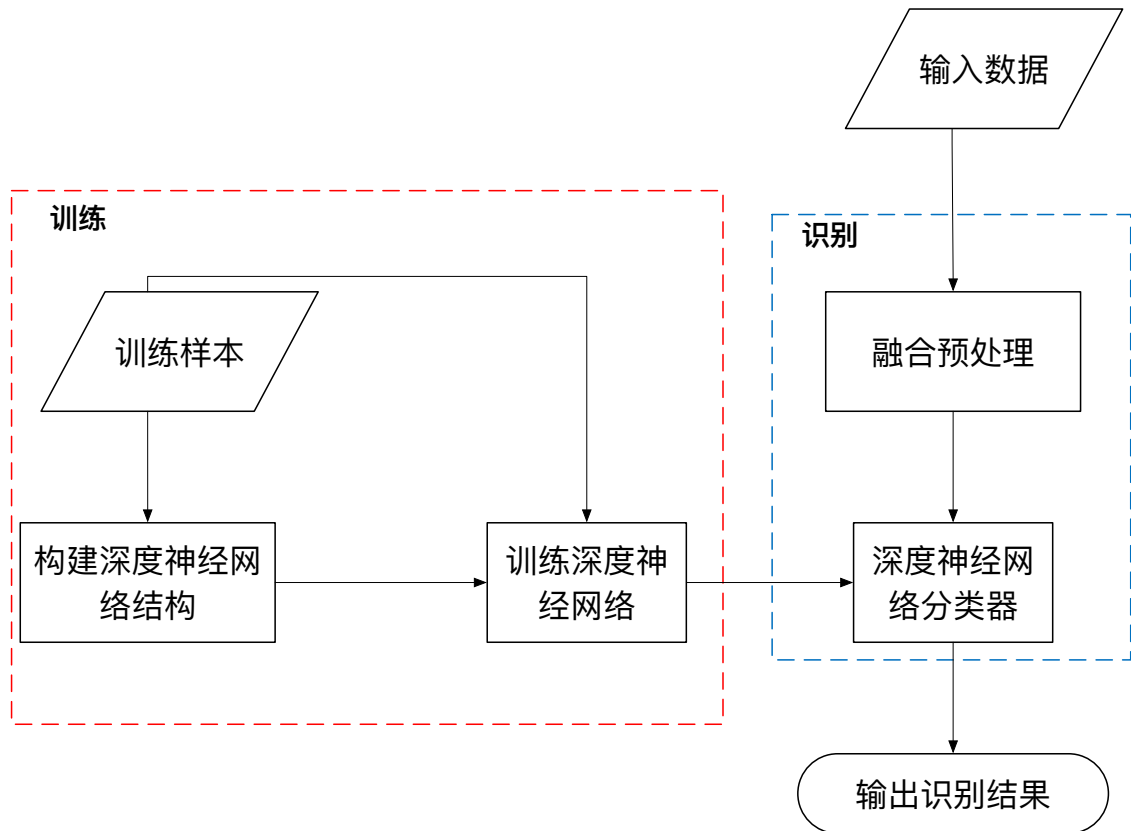 输入数据
训练
识别
训练样本
融合预处理
构建深度神经网
络结构
训练深度神
经网络
深度神经网
络分类器
输出识别结果